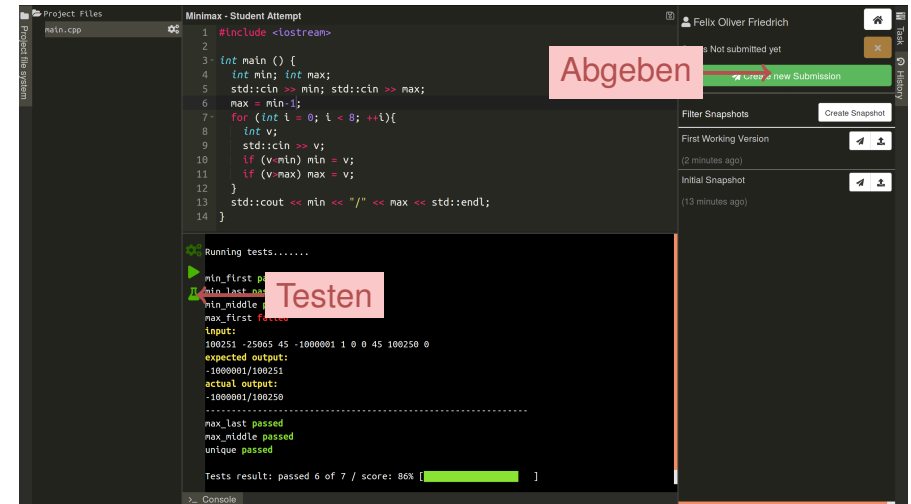 Project Files
main.cpp
Project file system
Minimax - Student Attempt
1 #include <iostream>
2
3 int main () {
4 int min; int max;
5 std::cin >> min; std::cin >> max;
6 max = min-1;
7 for (int i = 0; i < 8; ++i){
8 int v;
9 std::cin >> v;
10 if (v<min) min = v;
11 if (v>max) max = v;
12 }
13 std::cout << min << "/" << max << std::endl;
14 }
Running tests.......
min_first
min_last
min_middle
max_first failed
input:
100251 -25065 45 -1000001 1 0 0 45 100250 0
expected output:
-1000001/100251
actual output:
-1000001/100250
------------------------------------------------------------
max_last passed
max_middle passed
unique passed
Tests result: passed 6 of 7 / score: 86% [ ]
>_ Console
Testen
Felix Oliver Friedrich
Not submitted yet
Abgeben
Create new Submission
Filter Snapshots
Create Snapshot
First Working Version
(2 minutes ago)
Initial Snapshot
(13 minutes ago)
Task
History